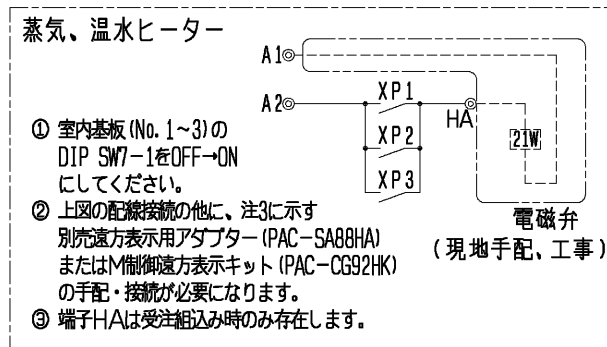 蒸気、温水ヒーター
A1
A2
XP1
XP2
XP3
HA
21W
電磁弁
(現地手配、工事)
① 室内基板(No.1~3)の
DIP SW7-1をOFF→ON
にしてください。
② 上図の配線接続の他に、注3に示す
別売遠方表示用アダプター(PAC-SA88HA)
またはM制御遠方表示キット(PAC-CG92HK)
の手配・接続が必要になります。
③ 端子HAは受注組込み時のみ存在します。